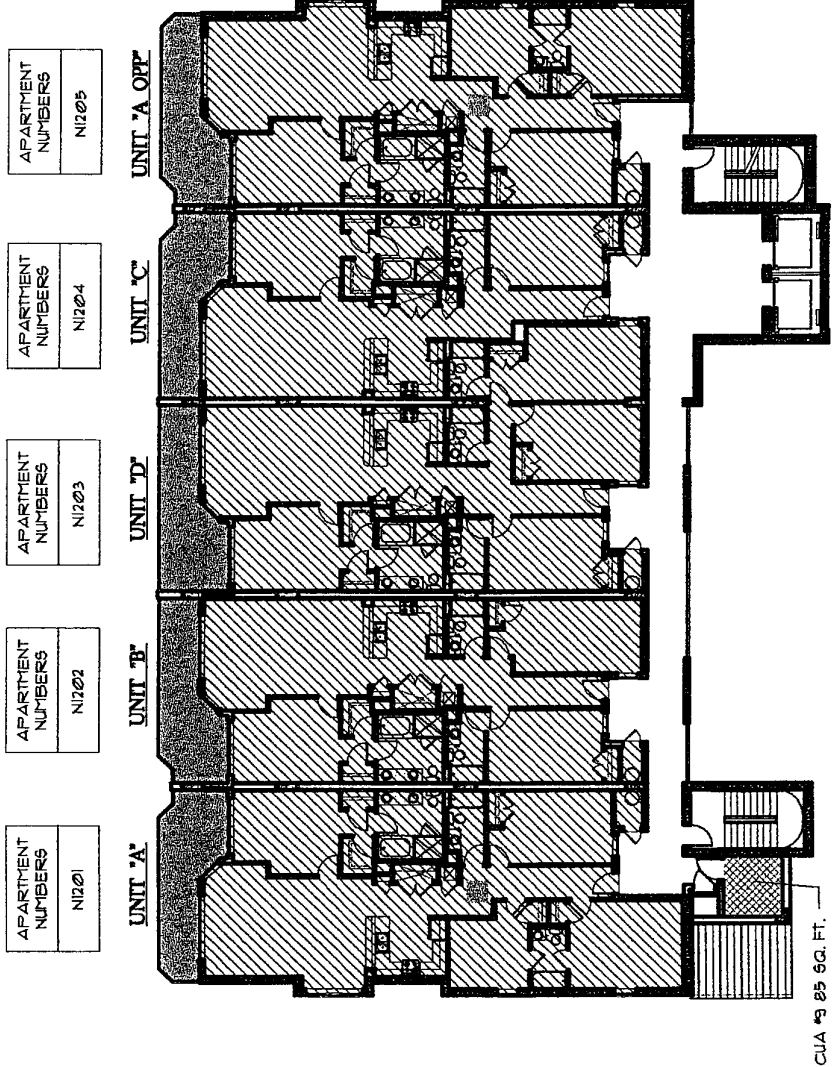 APARTMENT
NUMBERS
N1201
UNIT "A"
APARTMENT
NUMBERS
N1202
UNIT "B"
APARTMENT
NUMBERS
N1203
UNIT "D"
APARTMENT
NUMBERS
N1204
UNIT "C"
APARTMENT
NUMBERS
N1205
UNIT "A OPP"
CUA #9 85 SQ. FT.